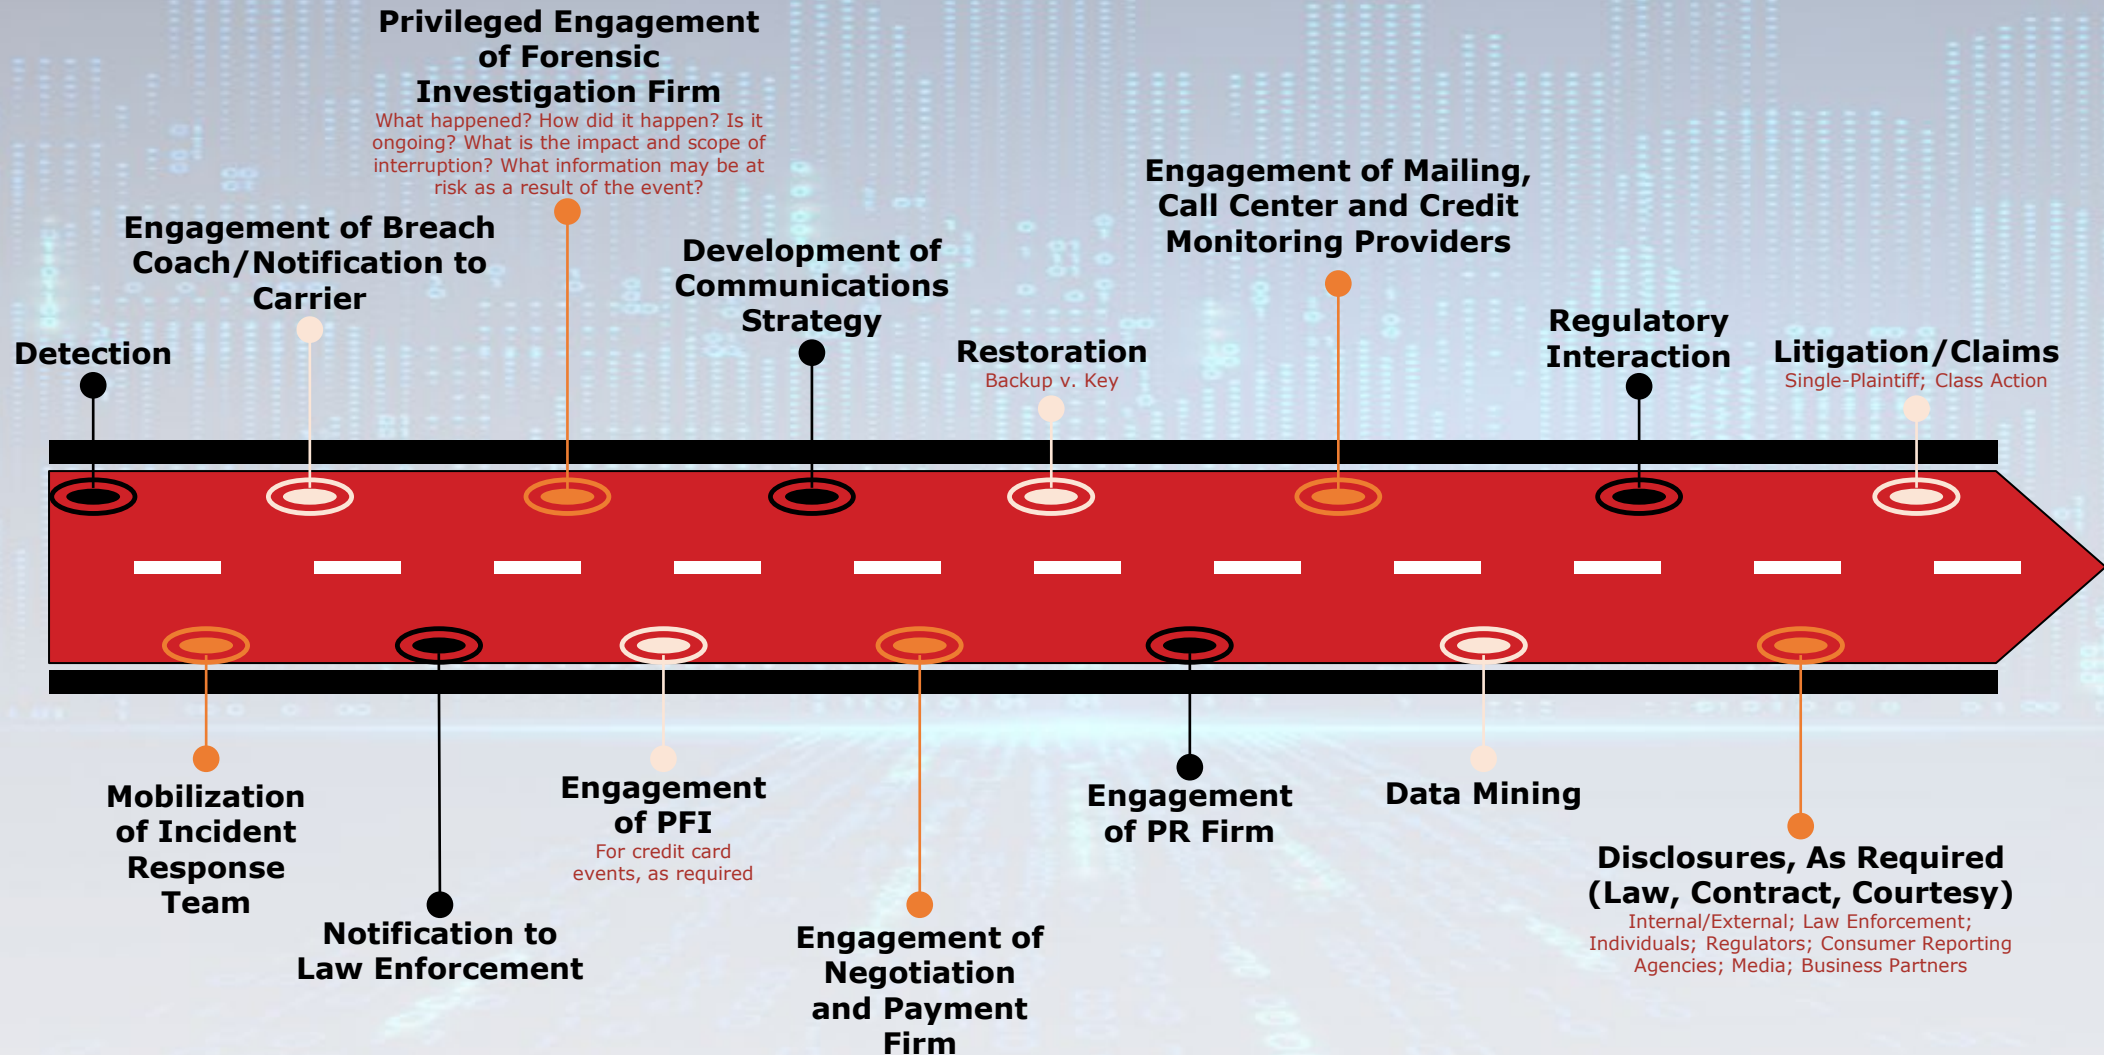 Privileged Engagement
of Forensic
Investigation Firm
What happened? How did it happen? Is it
ongoing? What is the impact and scope of
interruption? What information may be at
risk as a result of the event?
Engagement of Mailing,
Call Center and Credit
Monitoring Providers
Engagement of Breach
Coach/Notification to
Carrier
Development of
Communications
Strategy
Regulatory
Interaction
Detection
Restoration
Backup v. Key
Litigation/Claims
Single-Plaintiff; Class Action
Mobilization
of Incident
Response
Team
Notification to
Law Enforcement
Engagement
of PFI
For credit card
events, as required
Engagement of
Negotiation
and Payment
Firm
Engagement
of PR Firm
Data Mining
Disclosures, As Required
(Law, Contract, Courtesy)
Internal/External; Law Enforcement;
Individuals; Regulators; Consumer Reporting
Agencies; Media; Business Partners